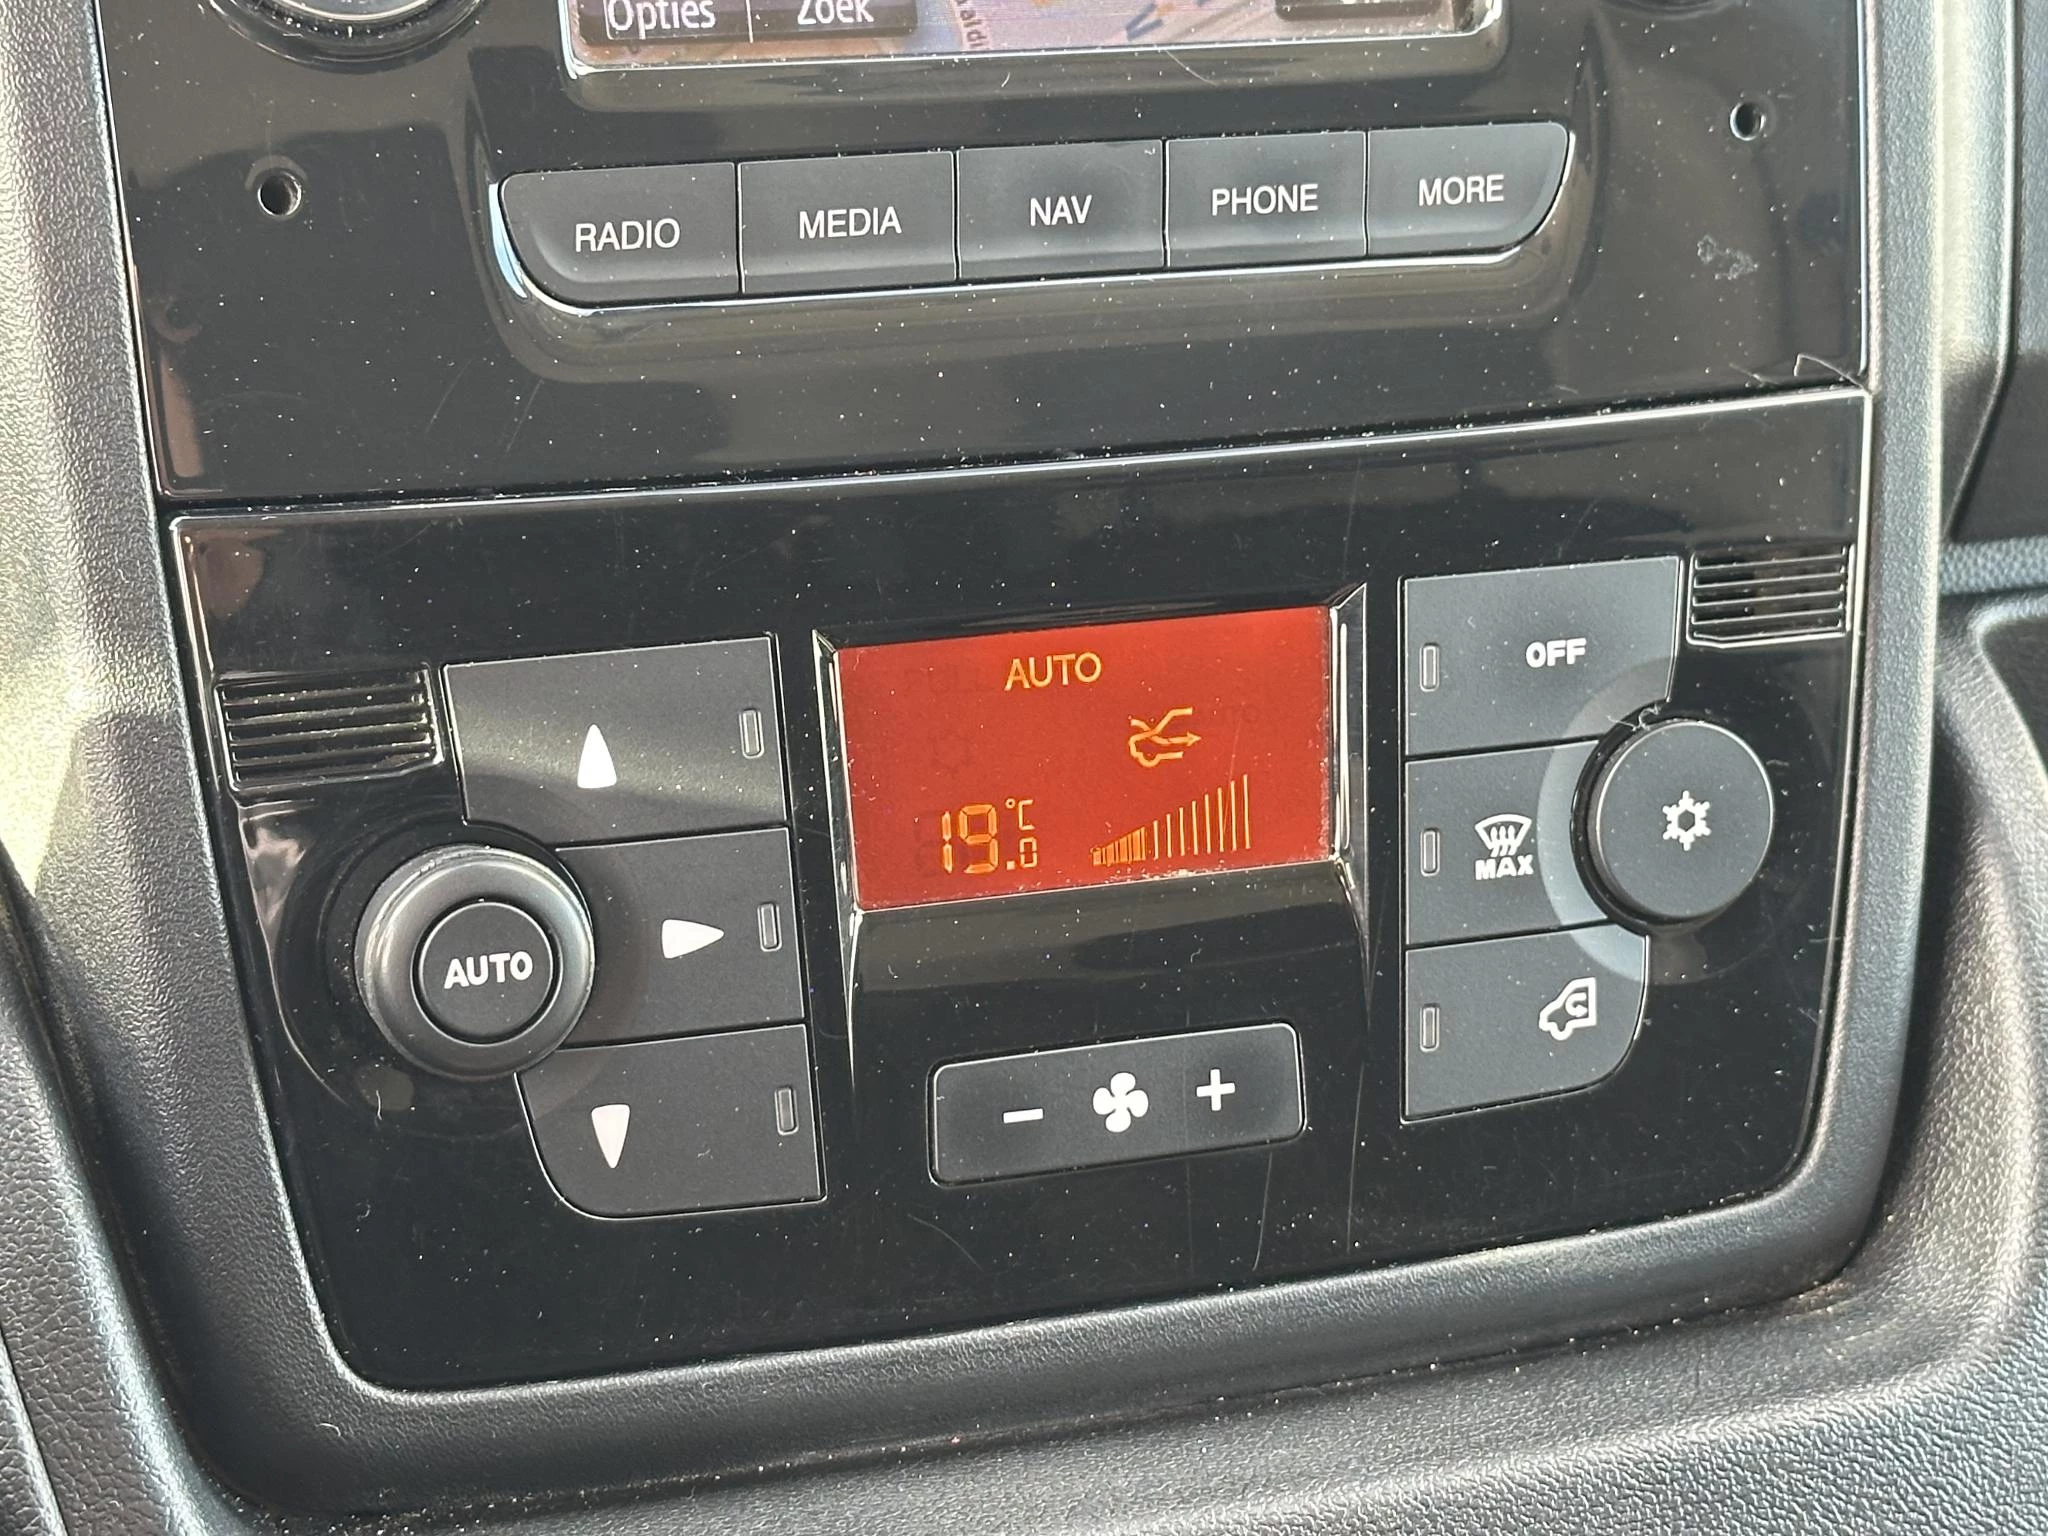 Opties Zoek
RADIO MEDIA NAV PHONE MORE
AUTO
19.0 °C
OFF
MAX
AUTO
- +